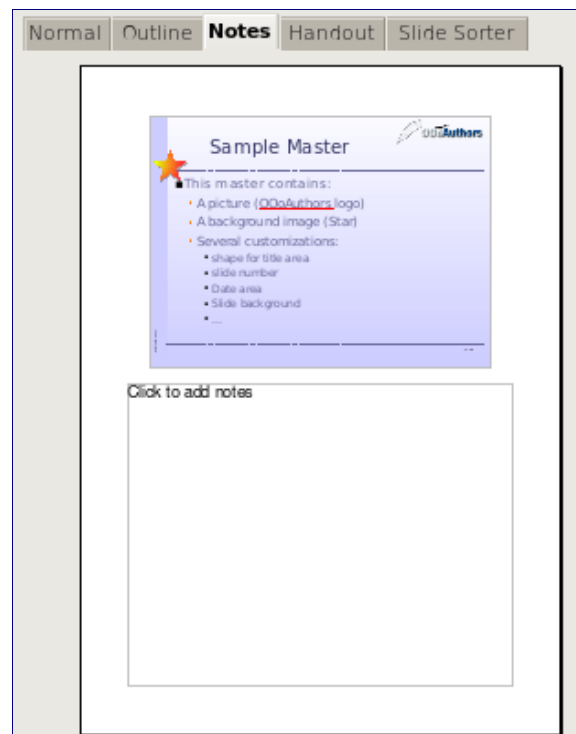 Normal Outline Notes Handout Slide Sorter
OOoAuthors
Sample Master
This master contains:
A picture (OOoAuthors logo)
A background image (Star)
Several customizations:
shape for title area
slide number
Date area
Slide background
...
Click to add notes